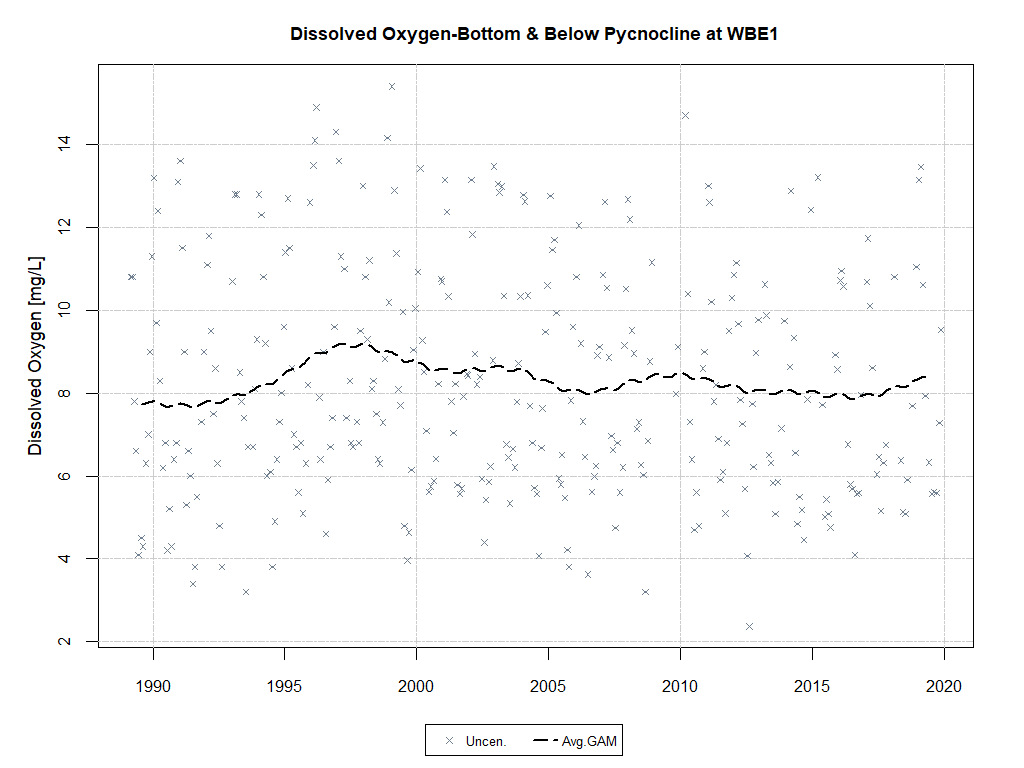 Dissolved Oxygen-Bottom & Below Pycnocline at WBE1
Dissolved Oxygen [mg/L]
14
12
10
8
6
4
2
1990 1995 2000 2005 2010 2015 2020
Uncen. Avg.GAM